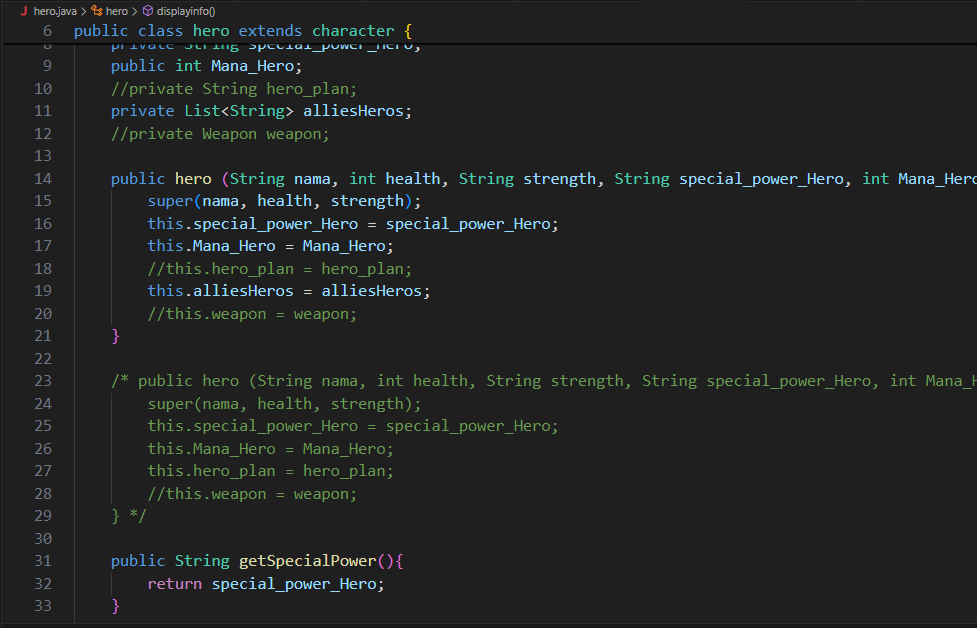 hero.java > hero > displayinfo()
6 public class hero extends character {
8 private String special_power_Hero;
9 public int Mana_Hero;
10 //private String hero_plan;
11 private List<String> alliesHeros;
12 //private Weapon weapon;
13
14 public hero (String nama, int health, String strength, String special_power_Hero, int Mana_Hero
15 super(nama, health, strength);
16 this.special_power_Hero = special_power_Hero;
17 this.Mana_Hero = Mana_Hero;
18 //this.hero_plan = hero_plan;
19 this.alliesHeros = alliesHeros;
20 //this.weapon = weapon;
21 }
22
23 /* public hero (String nama, int health, String strength, String special_power_Hero, int Mana_H
24 super(nama, health, strength);
25 this.special_power_Hero = special_power_Hero;
26 this.Mana_Hero = Mana_Hero;
27 this.hero_plan = hero_plan;
28 //this.weapon = weapon;
29 } */
30
31 public String getSpecialPower(){
32 return special_power_Hero;
33 }